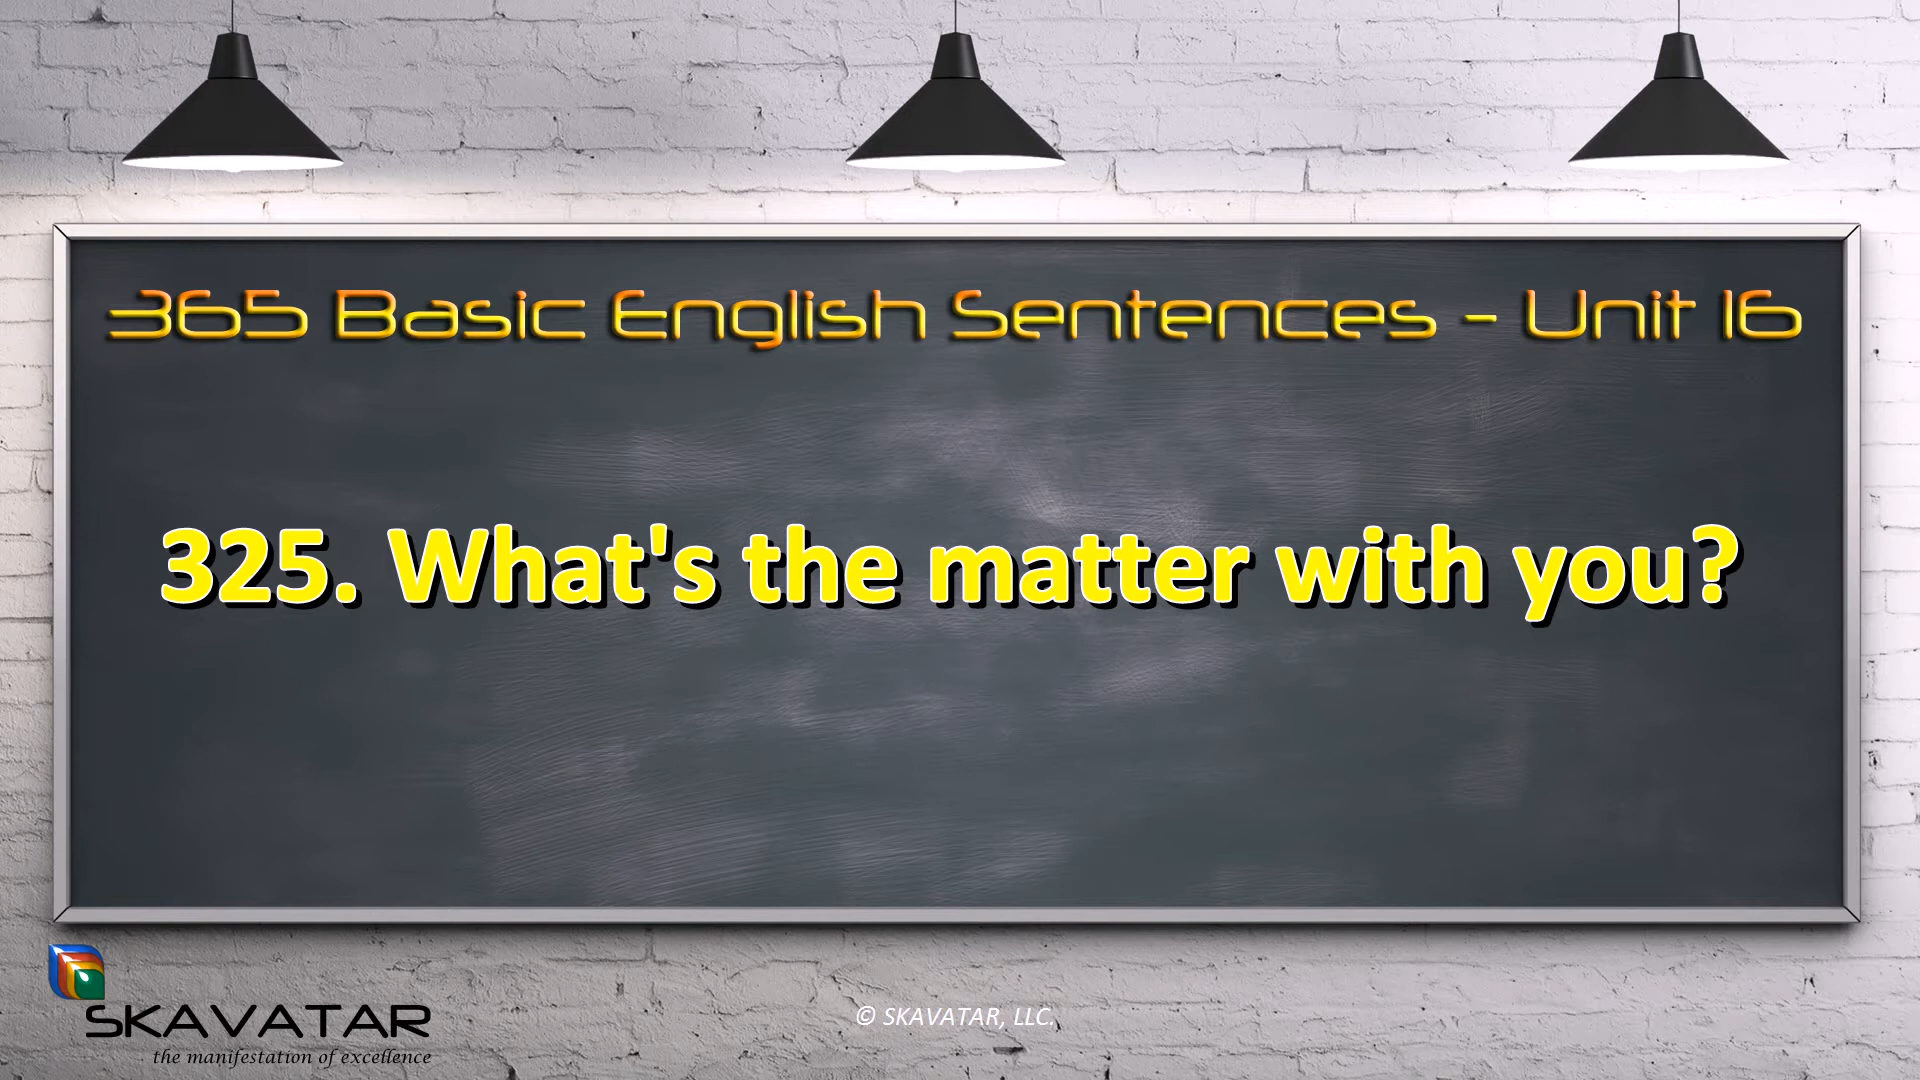 365 Basic English Sentences - Unit 16
325. What's the matter with you?
SKAVATAR
the manifestation of excellence
© SKAVATAR, LLC.